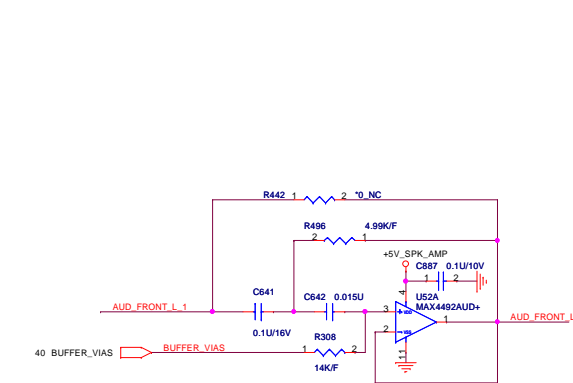 R442 1 2 *0_NC
R496 4.99K/F
2 1
+5V_SPK_AMP
C887 0.1U/10V
1 2
C641 C642 0.015U
4 U52A
MAX4492AUD+
AUD_FRONT_L_1
3 + VDD
1 AUD_FRONT_L
0.1U/16V
2 - VSS
R308
40 BUFFER_VIAS BUFFER_VIAS 1 2
11
14K/F